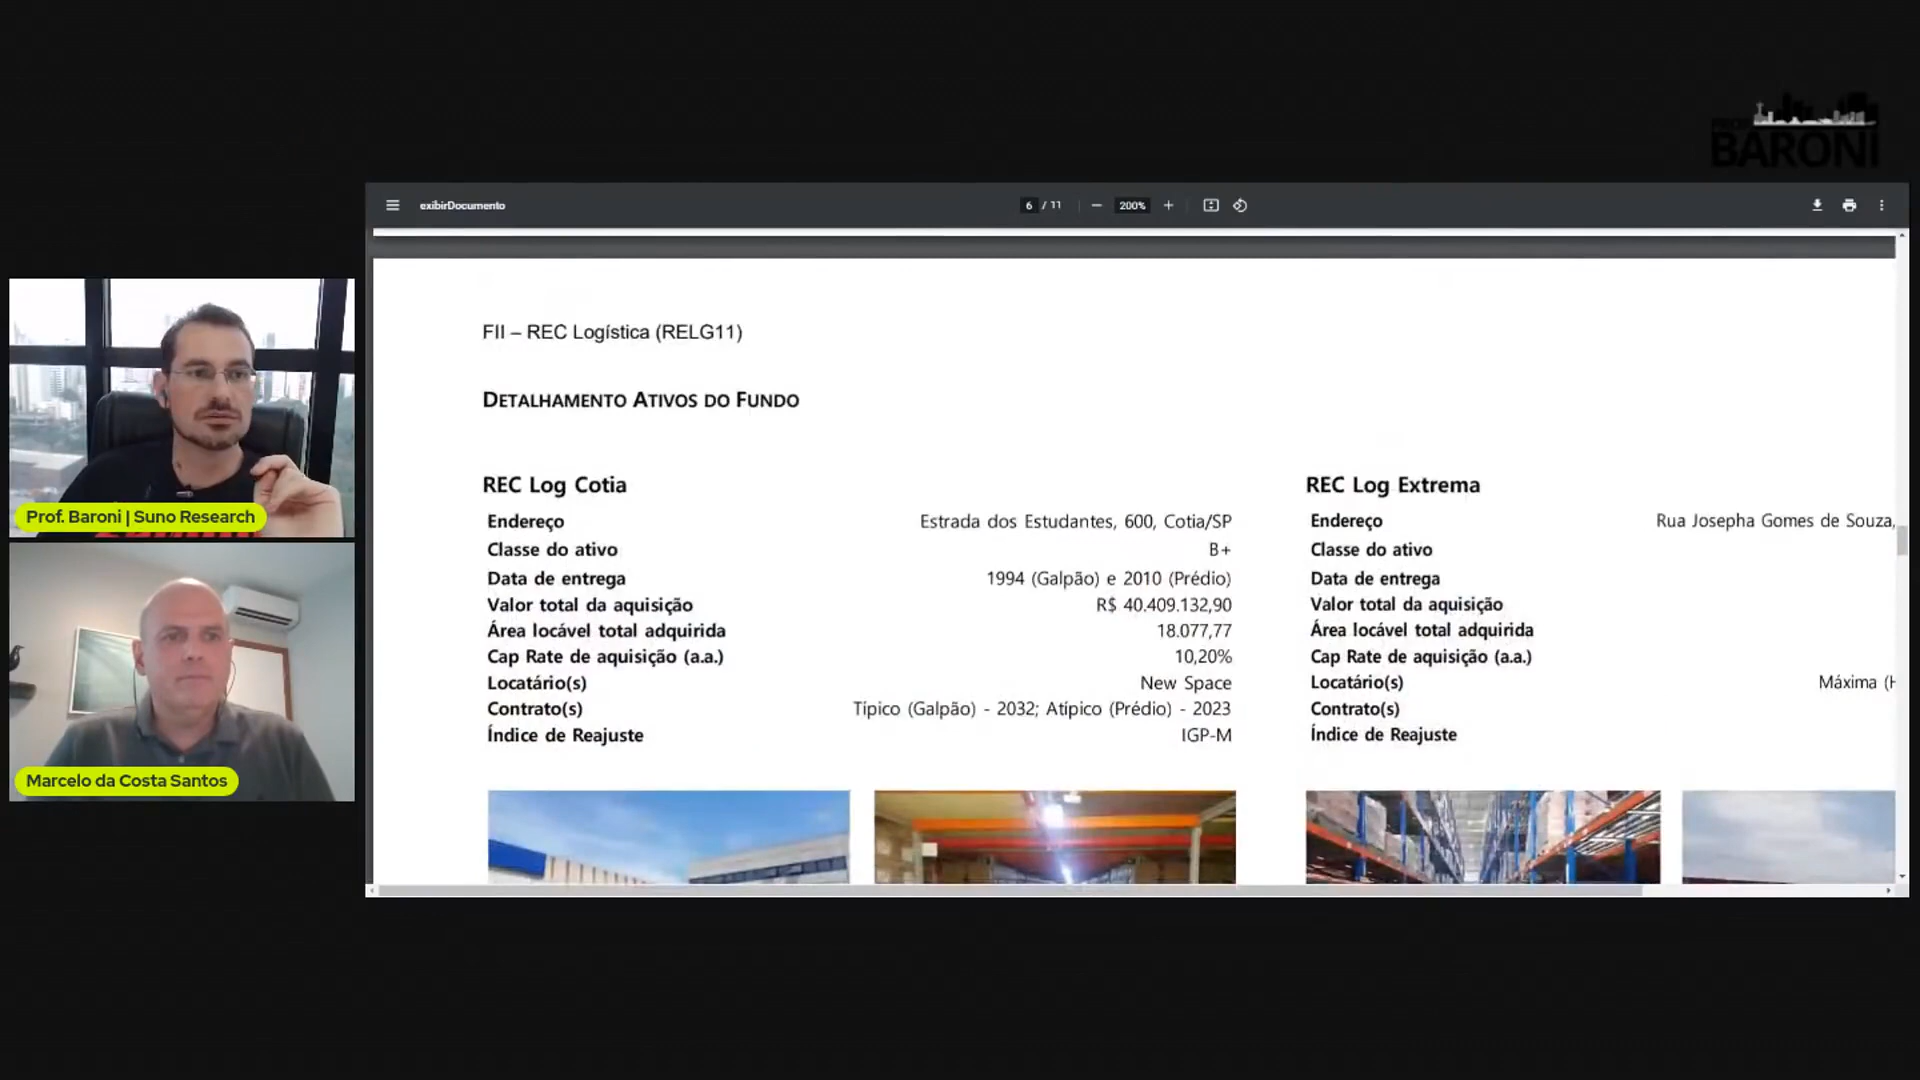 BARONI
exibirDocumento
6 / 11
200%
FII – REC Logística (RELG11)
DETALHAMENTO ATIVOS DO FUNDO
REC Log Cotia
Endereço Estrada dos Estudantes, 600, Cotia/SP
Classe do ativo B+
Data de entrega 1994 (Galpão) e 2010 (Prédio)
Valor total da aquisição R$ 40.409.132,90
Área locável total adquirida 18.077,77
Cap Rate de aquisição (a.a.) 10,20%
Locatário(s) New Space
Contrato(s) Típico (Galpão) - 2032; Atípico (Prédio) - 2023
Índice de Reajuste IGP-M
REC Log Extrema
Endereço Rua Josepha Gomes de Souza,
Classe do ativo
Data de entrega
Valor total da aquisição
Área locável total adquirida
Cap Rate de aquisição (a.a.)
Locatário(s) Máxima (H
Contrato(s)
Índice de Reajuste
Prof. Baroni | Suno Research
Marcelo da Costa Santos